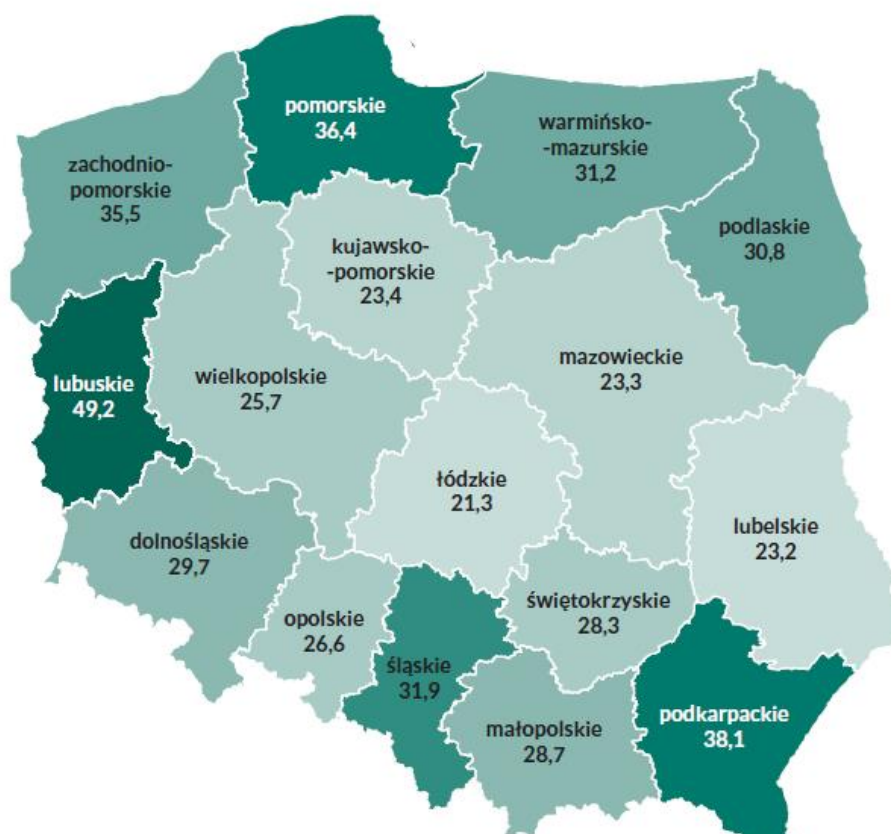 pomorskie
36,4
warmińsko-
-mazurskie
31,2
zachodnio-
pomorskie
35,5
podlaskie
30,8
kujawsko-
-pomorskie
23,4
mazowieckie
23,3
wielkopolskie
25,7
lubuskie
49,2
łódzkie
21,3
lubelskie
23,2
dolnośląskie
29,7
świętokrzyskie
28,3
opolskie
26,6
śląskie
31,9
podkarpackie
38,1
małopolskie
28,7